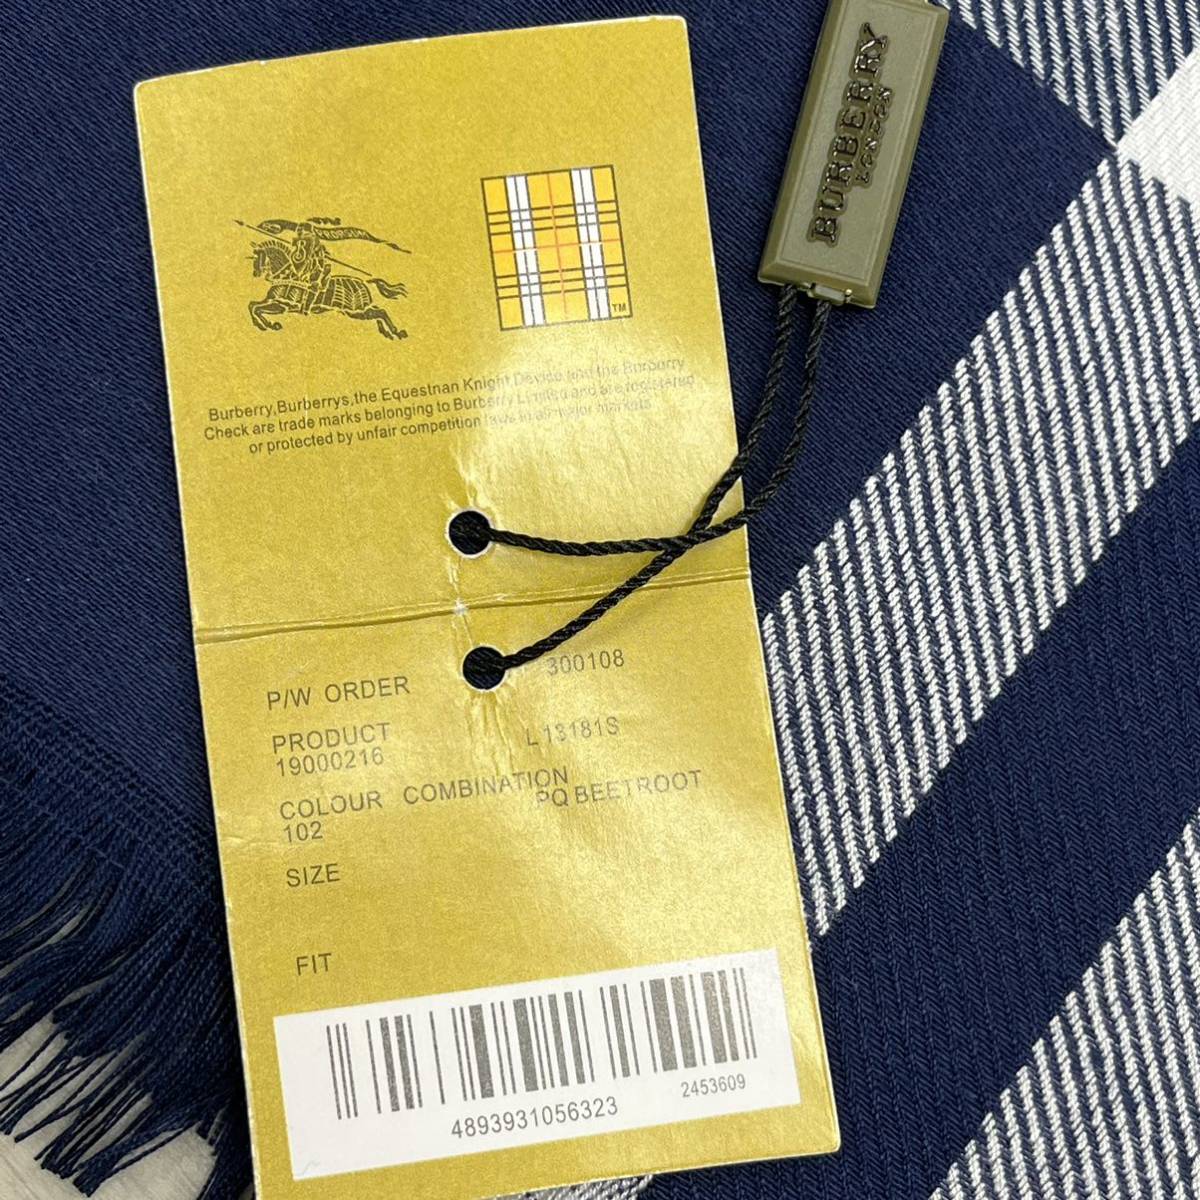 BURBERRY
LONDON
PRORSUM
TM
Burberry,Burberrys,the Equestrian Knight Device and the Burberry
Check are trade marks belonging to Burberry Limited and are registered
or protected by unfair competition laws in all major markets
P/W ORDER 300108
PRODUCT L13181S
19000216
COLOUR COMBINATION
102 PQ BEETROOT
SIZE
FIT
4893931056323 2453609